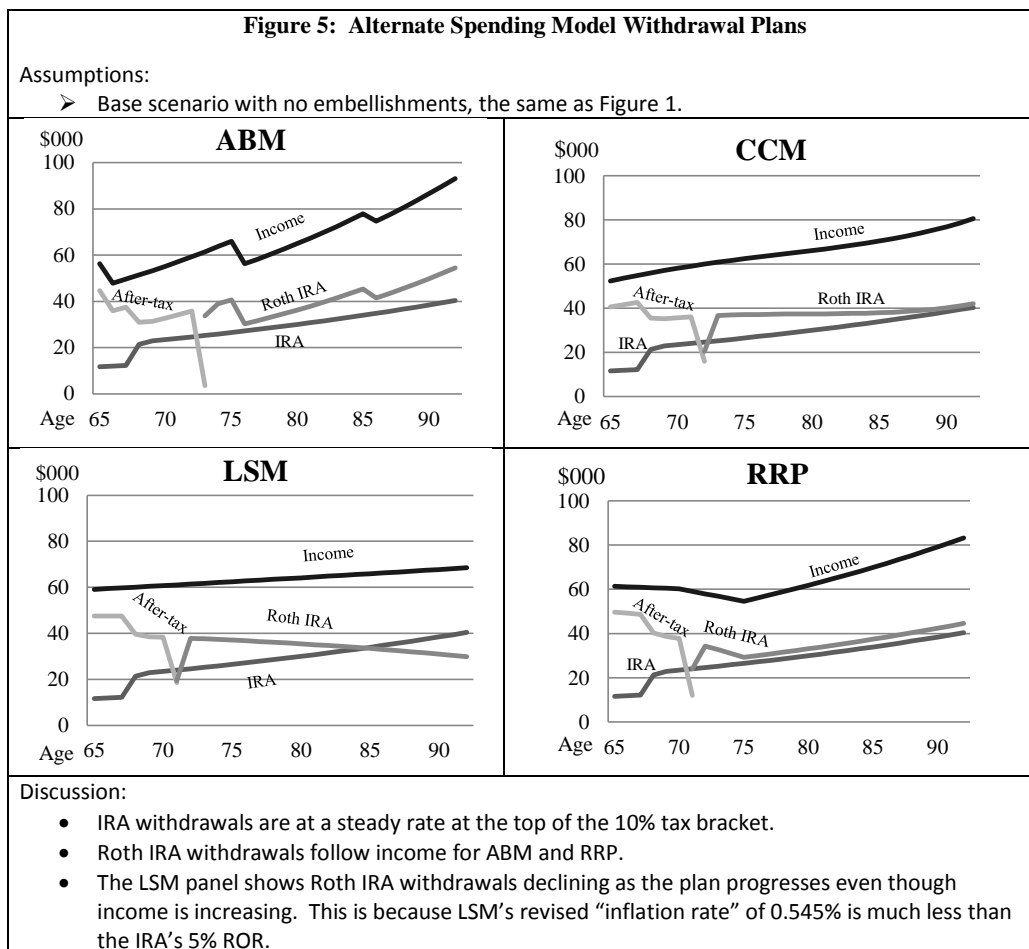 Figure 5:  Alternate Spending Model Withdrawal Plans
Assumptions:
➢ Base scenario with no embellishments, the same as Figure 1.
ABM
$000
100
80
60
40
20
0
Income
After-tax
Roth IRA
IRA
Age 65 70 75 80 85 90
CCM
$000
100
80
60
40
20
0
Income
Roth IRA
After-tax
IRA
Age 65 70 75 80 85 90
LSM
$000
100
80
60
40
20
0
Income
After-tax
Roth IRA
IRA
Age 65 70 75 80 85 90
RRP
$000
100
80
60
40
20
0
Income
After-tax
Roth IRA
IRA
Age 65 70 75 80 85 90
Discussion:
• IRA withdrawals are at a steady rate at the top of the 10% tax bracket.
• Roth IRA withdrawals follow income for ABM and RRP.
• The LSM panel shows Roth IRA withdrawals declining as the plan progresses even though
income is increasing.  This is because LSM's revised “inflation rate” of 0.545% is much less than
the IRA's 5% ROR.